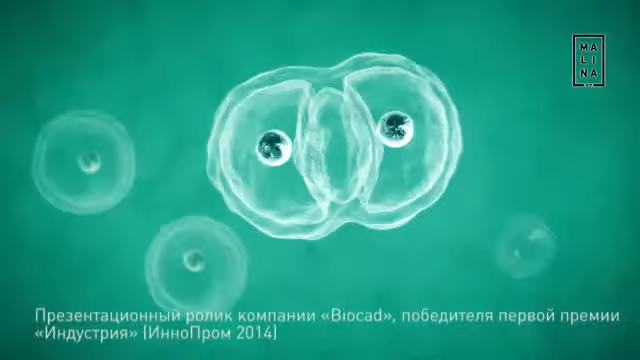 MA
LI
NA
Презентационный ролик компании «Biocad», победителя первой премии
«Индустрия» (ИнноПром 2014)